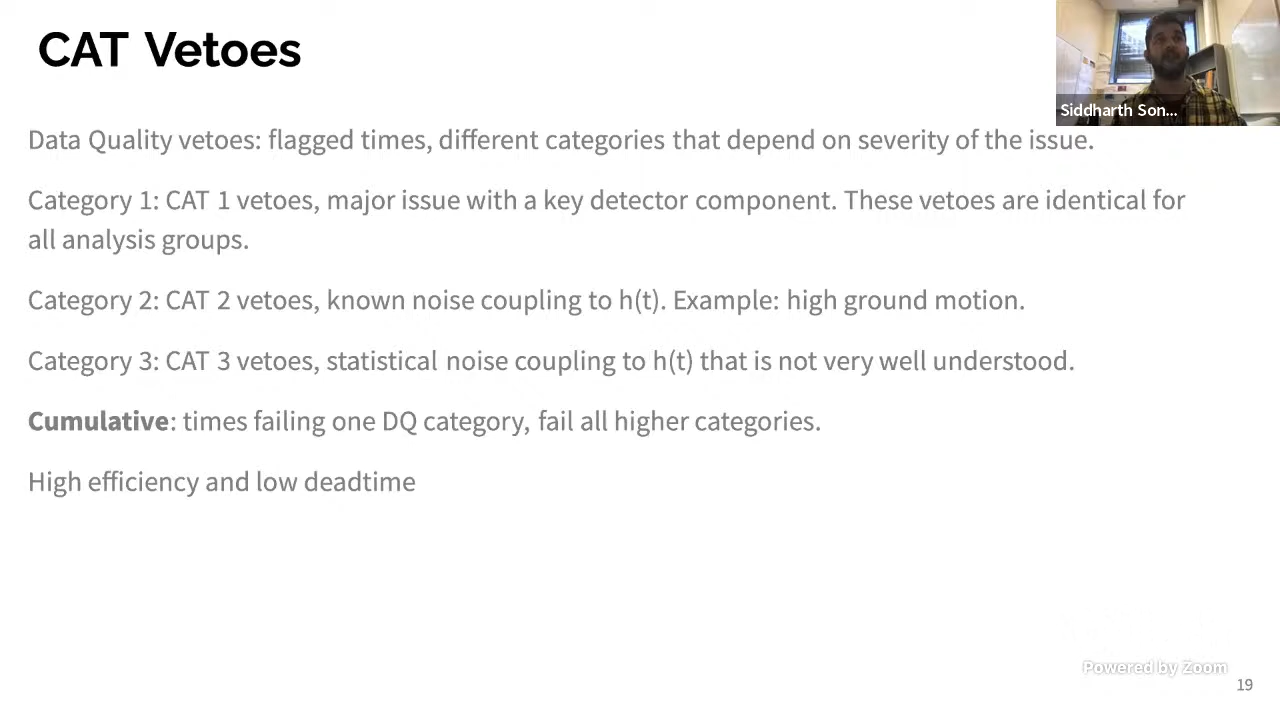 CAT Vetoes
Siddharth Son...
Data Quality vetoes: flagged times, different categories that depend on severity of the issue.
Category 1: CAT 1 vetoes, major issue with a key detector component. These vetoes are identical for
all analysis groups.
Category 2: CAT 2 vetoes, known noise coupling to h(t). Example: high ground motion.
Category 3: CAT 3 vetoes, statistical noise coupling to h(t) that is not very well understood.
Cumulative: times failing one DQ category, fail all higher categories.
High efficiency and low deadtime
Powered by Zoom
19